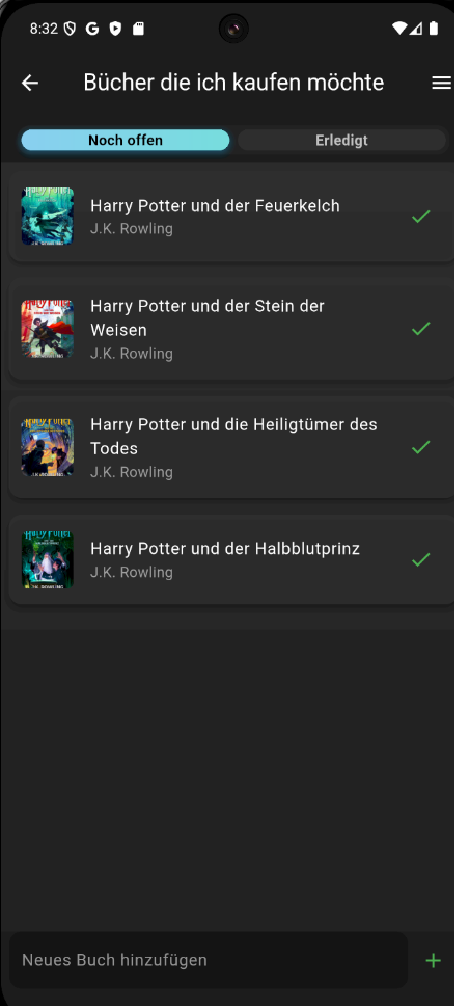 8:32
Bücher die ich kaufen möchte
Noch offen
Erledigt
Harry Potter und der Feuerkelch
J.K. Rowling
Harry Potter und der Stein der
Weisen
J.K. Rowling
Harry Potter und die Heiligtümer des
Todes
J.K. Rowling
Harry Potter und der Halbblutprinz
J.K. Rowling
Neues Buch hinzufügen